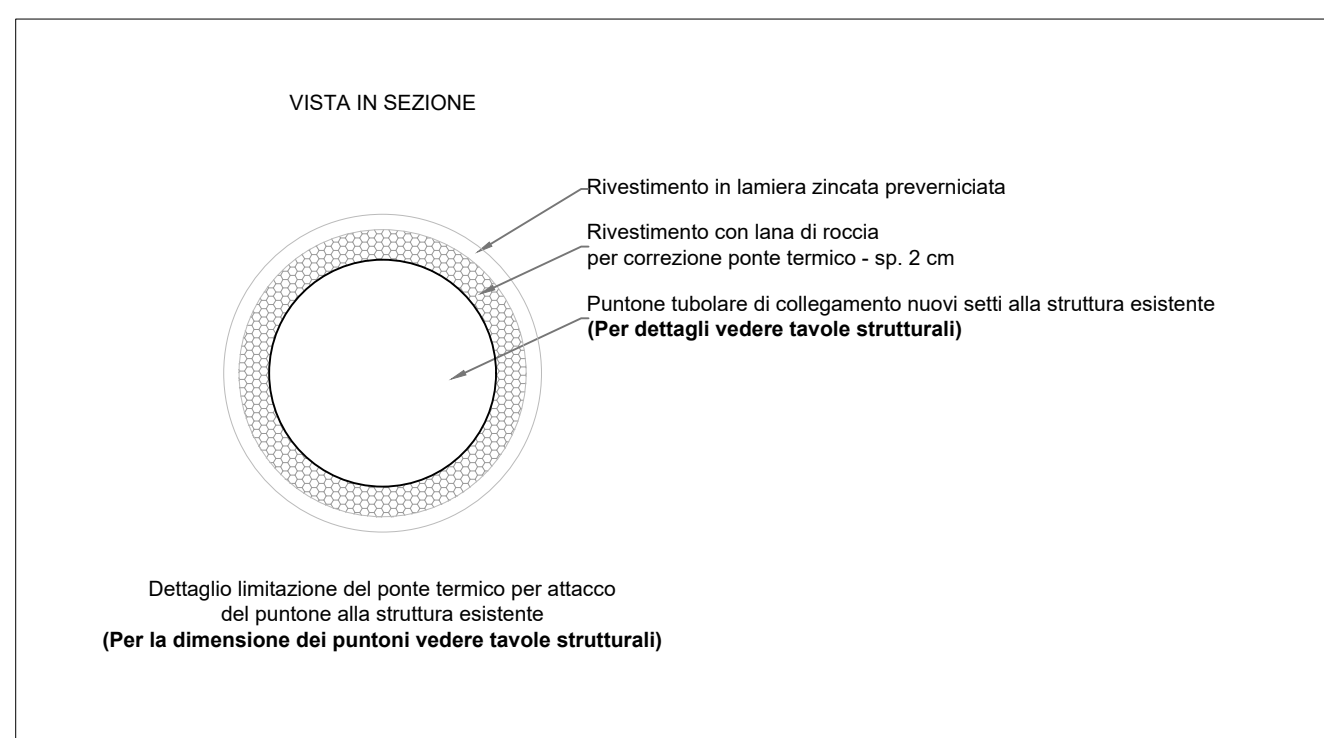 VISTA IN SEZIONE
Rivestimento in lamiera zincata preverniciata
Rivestimento con lana di roccia
per correzione ponte termico - sp. 2 cm
Puntone tubolare di collegamento nuovi setti alla struttura esistente
(Per dettagli vedere tavole strutturali)
Dettaglio limitazione del ponte termico per attacco
del puntone alla struttura esistente
(Per la dimensione dei puntoni vedere tavole strutturali)